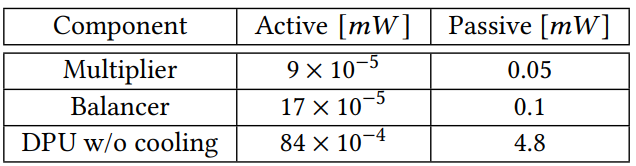 Component Active [mW] Passive [mW]
Multiplier 9 × 10⁻⁵ 0.05
Balancer 17 × 10⁻⁵ 0.1
DPU w/o cooling 84 × 10⁻⁴ 4.8